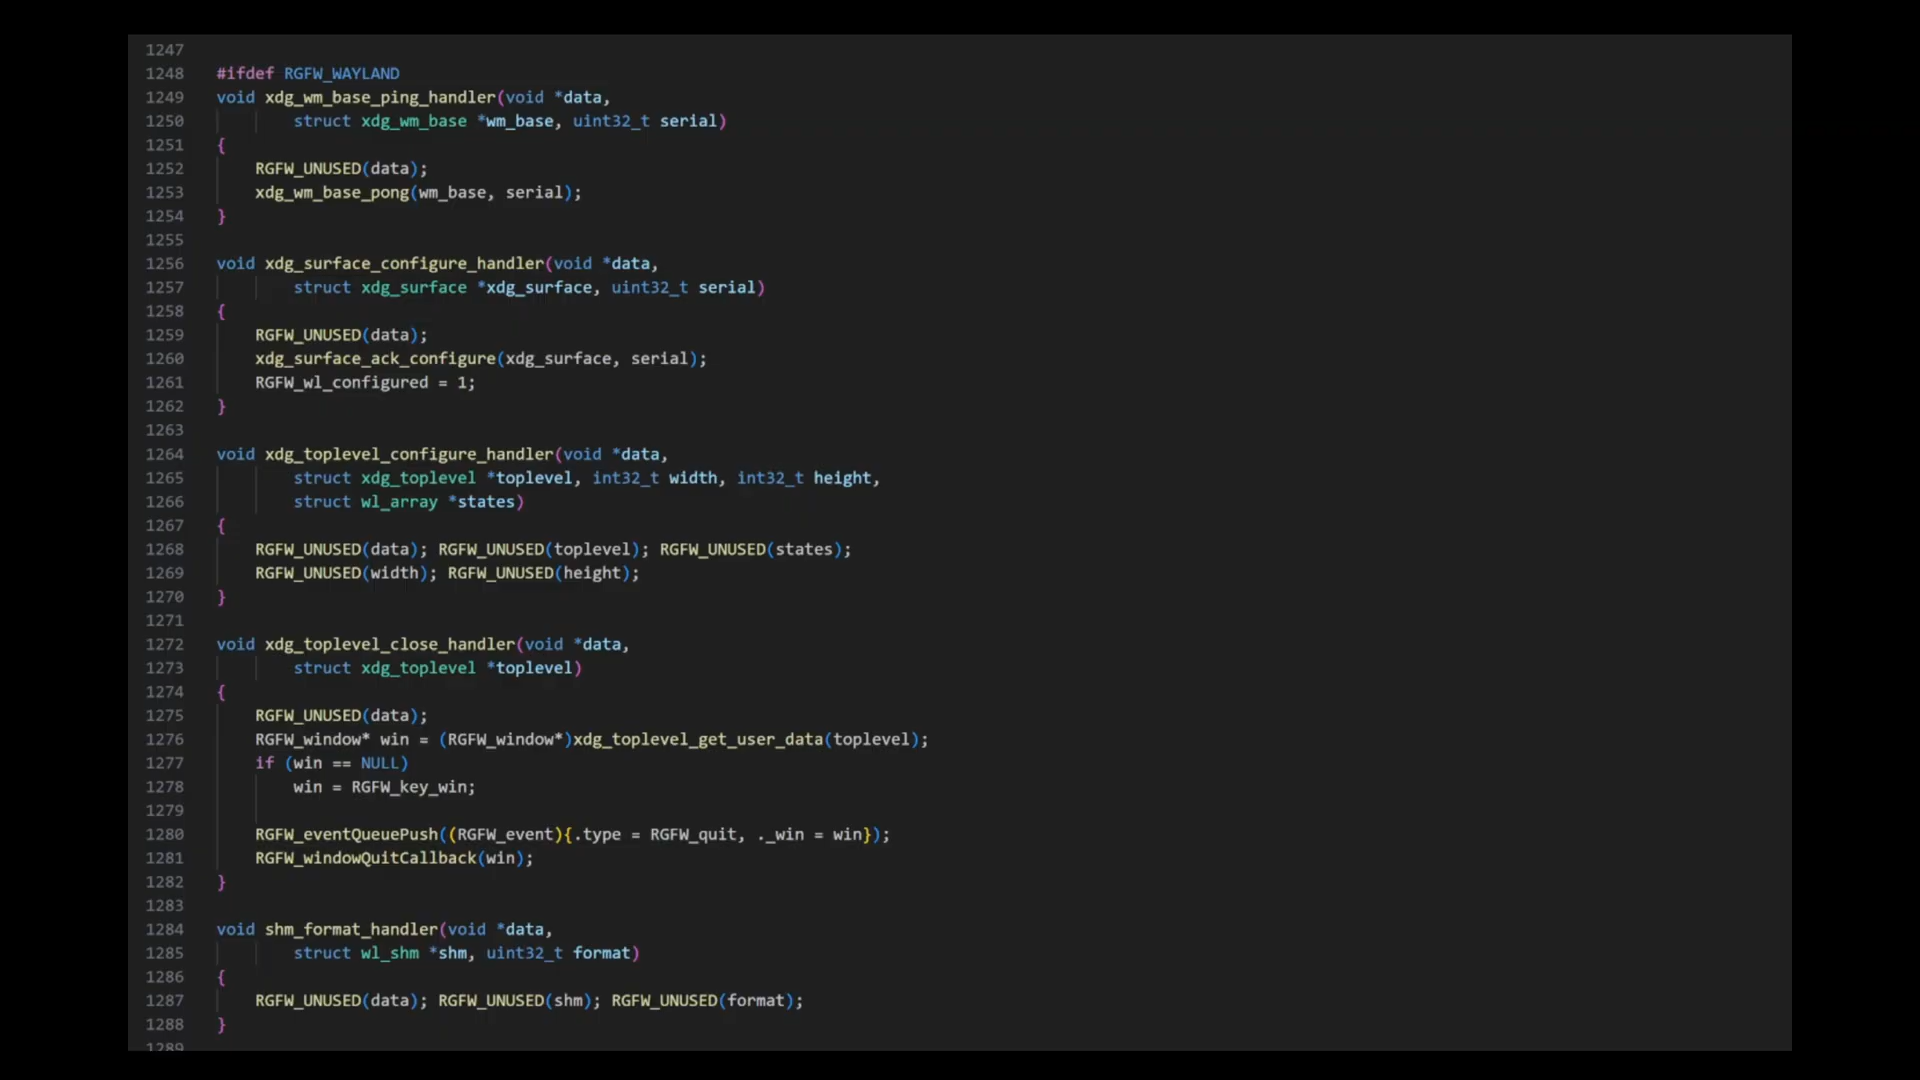 1247
1248 #ifdef RGFW_WAYLAND
1249 void xdg_wm_base_ping_handler(void *data,
1250         struct xdg_wm_base *wm_base, uint32_t serial)
1251 {
1252     RGFW_UNUSED(data);
1253     xdg_wm_base_pong(wm_base, serial);
1254 }
1255
1256 void xdg_surface_configure_handler(void *data,
1257         struct xdg_surface *xdg_surface, uint32_t serial)
1258 {
1259     RGFW_UNUSED(data);
1260     xdg_surface_ack_configure(xdg_surface, serial);
1261     RGFW_wl_configured = 1;
1262 }
1263
1264 void xdg_toplevel_configure_handler(void *data,
1265         struct xdg_toplevel *toplevel, int32_t width, int32_t height,
1266         struct wl_array *states)
1267 {
1268     RGFW_UNUSED(data); RGFW_UNUSED(toplevel); RGFW_UNUSED(states);
1269     RGFW_UNUSED(width); RGFW_UNUSED(height);
1270 }
1271
1272 void xdg_toplevel_close_handler(void *data,
1273         struct xdg_toplevel *toplevel)
1274 {
1275     RGFW_UNUSED(data);
1276     RGFW_window* win = (RGFW_window*)xdg_toplevel_get_user_data(toplevel);
1277     if (win == NULL)
1278         win = RGFW_key_win;
1279
1280     RGFW_eventQueuePush((RGFW_event){.type = RGFW_quit, ._win = win});
1281     RGFW_windowQuitCallback(win);
1282 }
1283
1284 void shm_format_handler(void *data,
1285         struct wl_shm *shm, uint32_t format)
1286 {
1287     RGFW_UNUSED(data); RGFW_UNUSED(shm); RGFW_UNUSED(format);
1288 }
1289